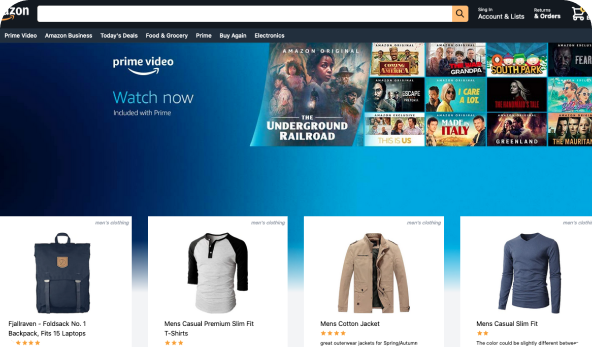 azon
Sing In
Account & Lists
Returns
& Orders
Prime Video Amazon Business Today's Deals Food & Grocery Prime Buy Again Electronics
prime video
Watch now
Included with Prime
AMAZON ORIGINAL
THE
UNDERGROUND
RAILROAD
COMING
AMERICA
GRANDPA
SOUTH PARK
FEAR
ESCAPE
I CARE
A LOT
THE HANDMAID'S TALE
THIS IS US
MADE IN
ITALY
GREENLAND
THE MAURITAN
men's clothing
Fjallraven - Foldsack No. 1
Backpack, Fits 15 Laptops
men's clothing
Mens Casual Premium Slim Fit
T-Shirts
men's clothing
Mens Cotton Jacket
great outerwear jackets for Spring/Autumn
men's clothing
Mens Casual Slim Fit
The color could be slightly different between